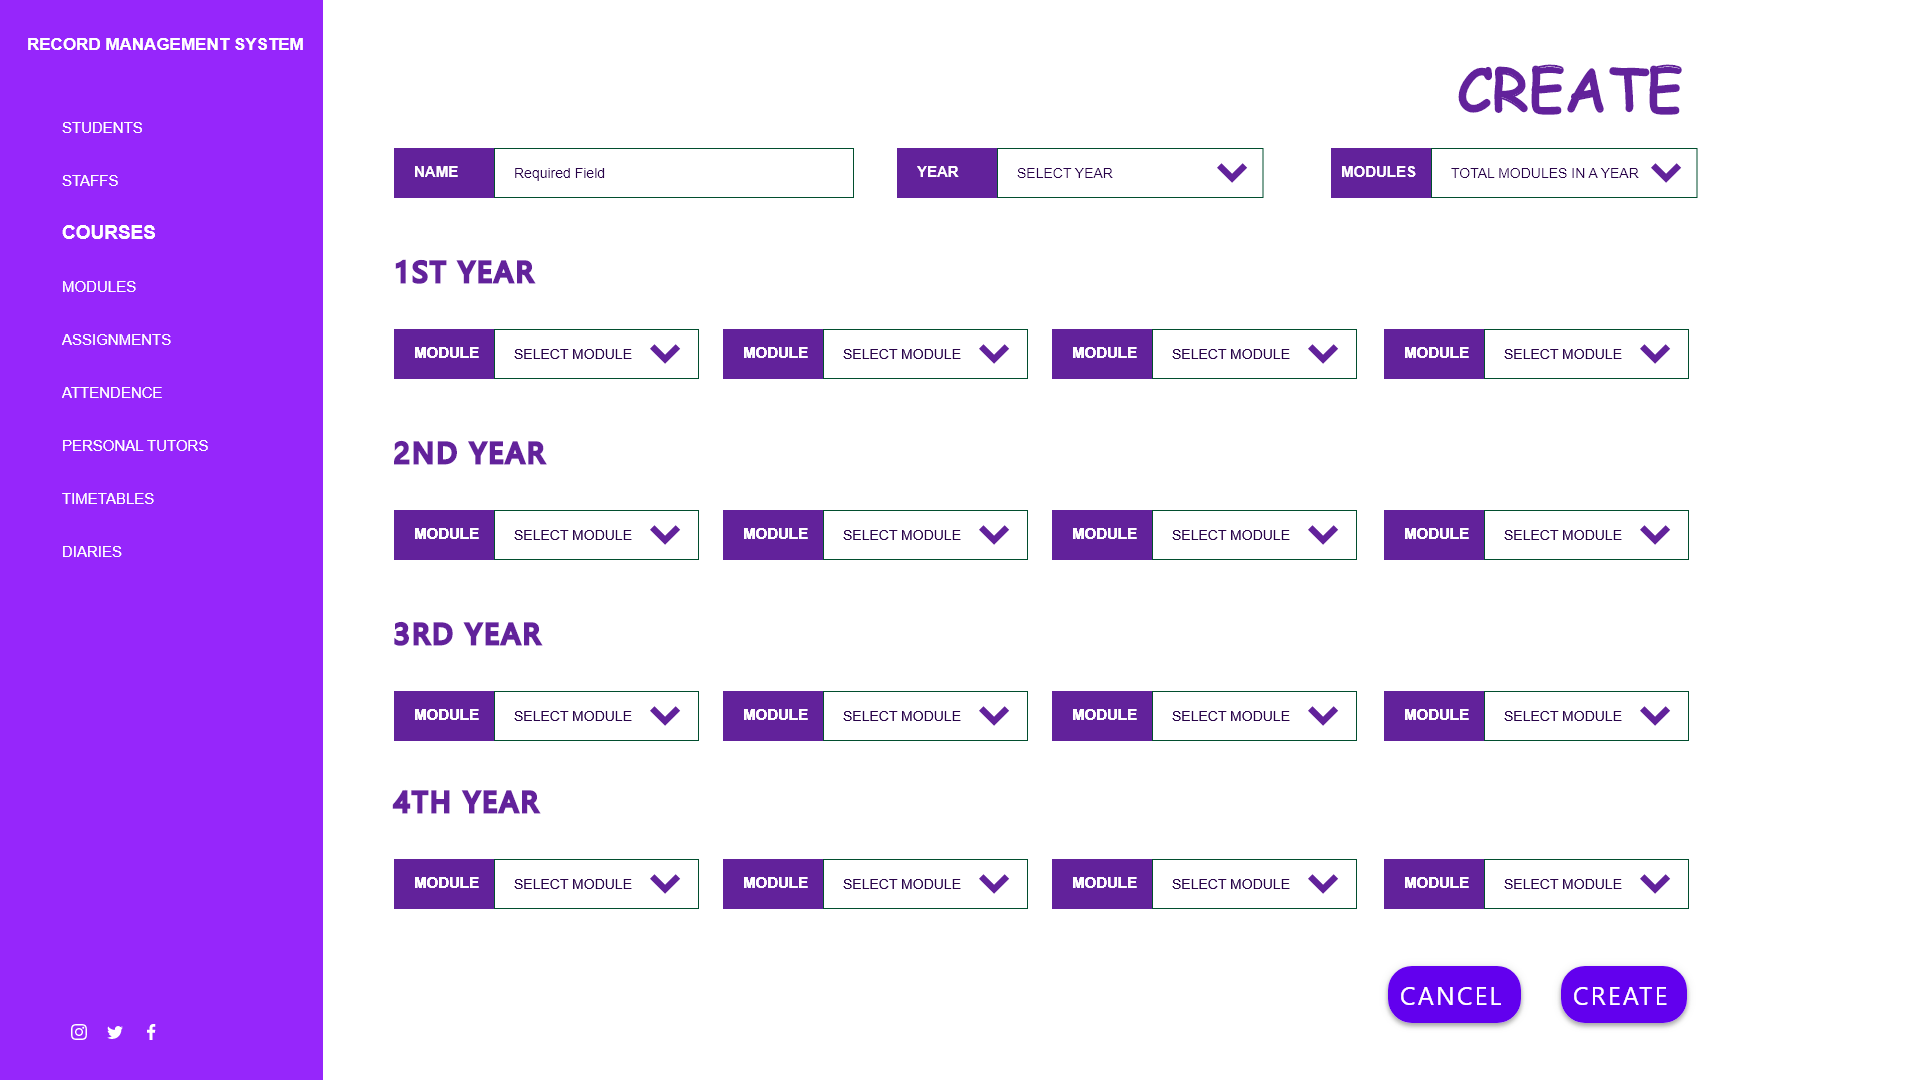 RECORD MANAGEMENT SYSTEM
STUDENTS
STAFFS
COURSES
MODULES
ASSIGNMENTS
ATTENDENCE
PERSONAL TUTORS
TIMETABLES
DIARIES
CREATE
NAME Required Field YEAR SELECT YEAR MODULES TOTAL MODULES IN A YEAR
1ST YEAR
MODULE SELECT MODULE MODULE SELECT MODULE MODULE SELECT MODULE MODULE SELECT MODULE
2ND YEAR
MODULE SELECT MODULE MODULE SELECT MODULE MODULE SELECT MODULE MODULE SELECT MODULE
3RD YEAR
MODULE SELECT MODULE MODULE SELECT MODULE MODULE SELECT MODULE MODULE SELECT MODULE
4TH YEAR
MODULE SELECT MODULE MODULE SELECT MODULE MODULE SELECT MODULE MODULE SELECT MODULE
CANCEL CREATE